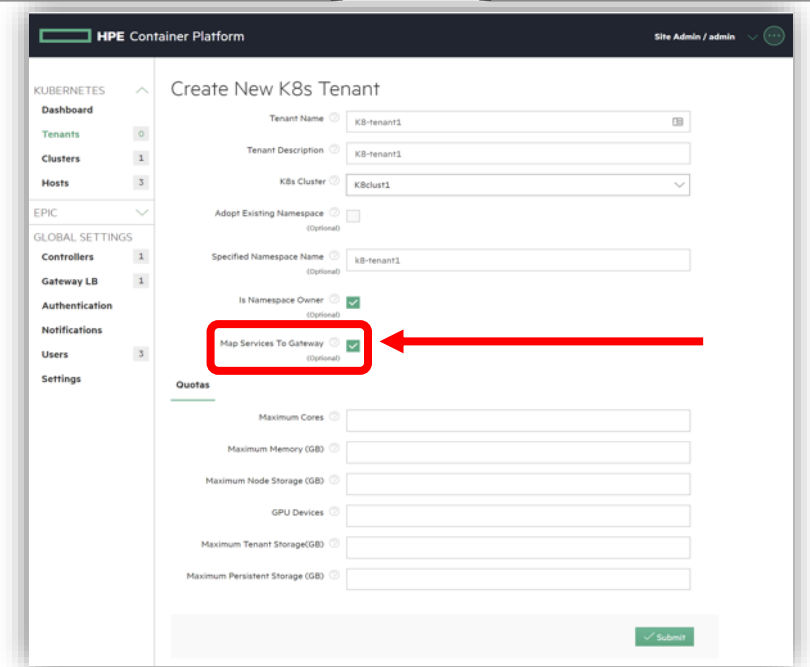 HPE Container Platform
Site Admin / admin
KUBERNETES
Dashboard
Tenants 0
Clusters 1
Hosts 3
EPIC
GLOBAL SETTINGS
Controllers 1
Gateway LB 1
Authentication
Notifications
Users 3
Settings
Create New K8s Tenant
Tenant Name ? K8-tenant1
Tenant Description ? K8-tenant1
K8s Cluster ? K8clust1
Adopt Existing Namespace ?
(Optional)
Specified Namespace Name ? k8-tenant1
(Optional)
Is Namespace Owner ?
(Optional)
Map Services To Gateway ?
(Optional)
Quotas
Maximum Cores ?
Maximum Memory (GB) ?
Maximum Node Storage (GB) ?
GPU Devices ?
Maximum Tenant Storage(GB) ?
Maximum Persistent Storage (GB) ?
Submit